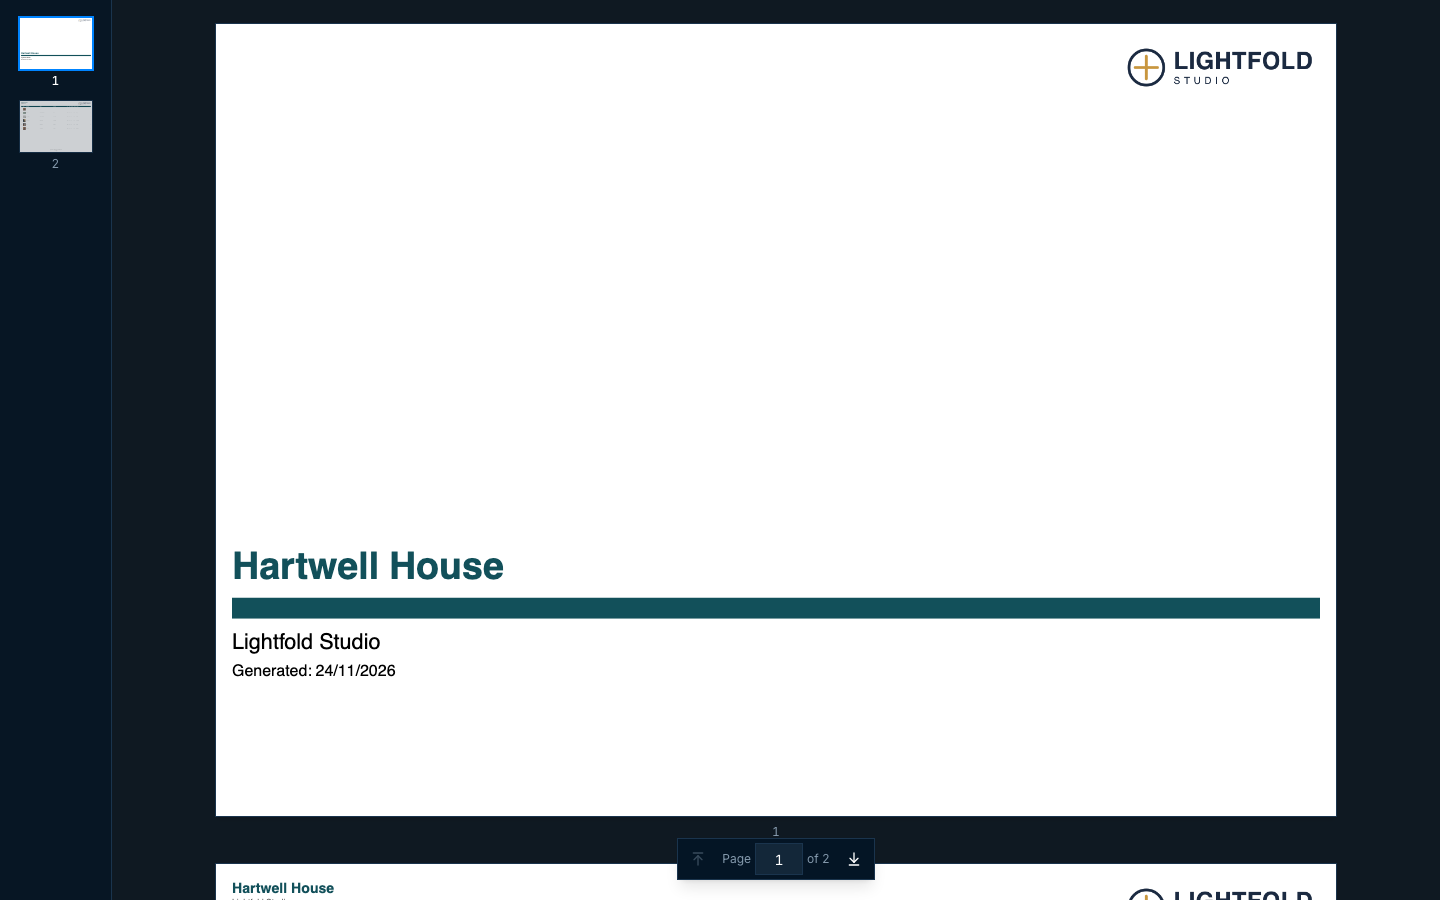 1
2
LIGHTFOLD
STUDIO
Hartwell House
Lightfold Studio
Generated: 24/11/2026
1
Page 1 of 2
Hartwell House
LIGHTFOLD